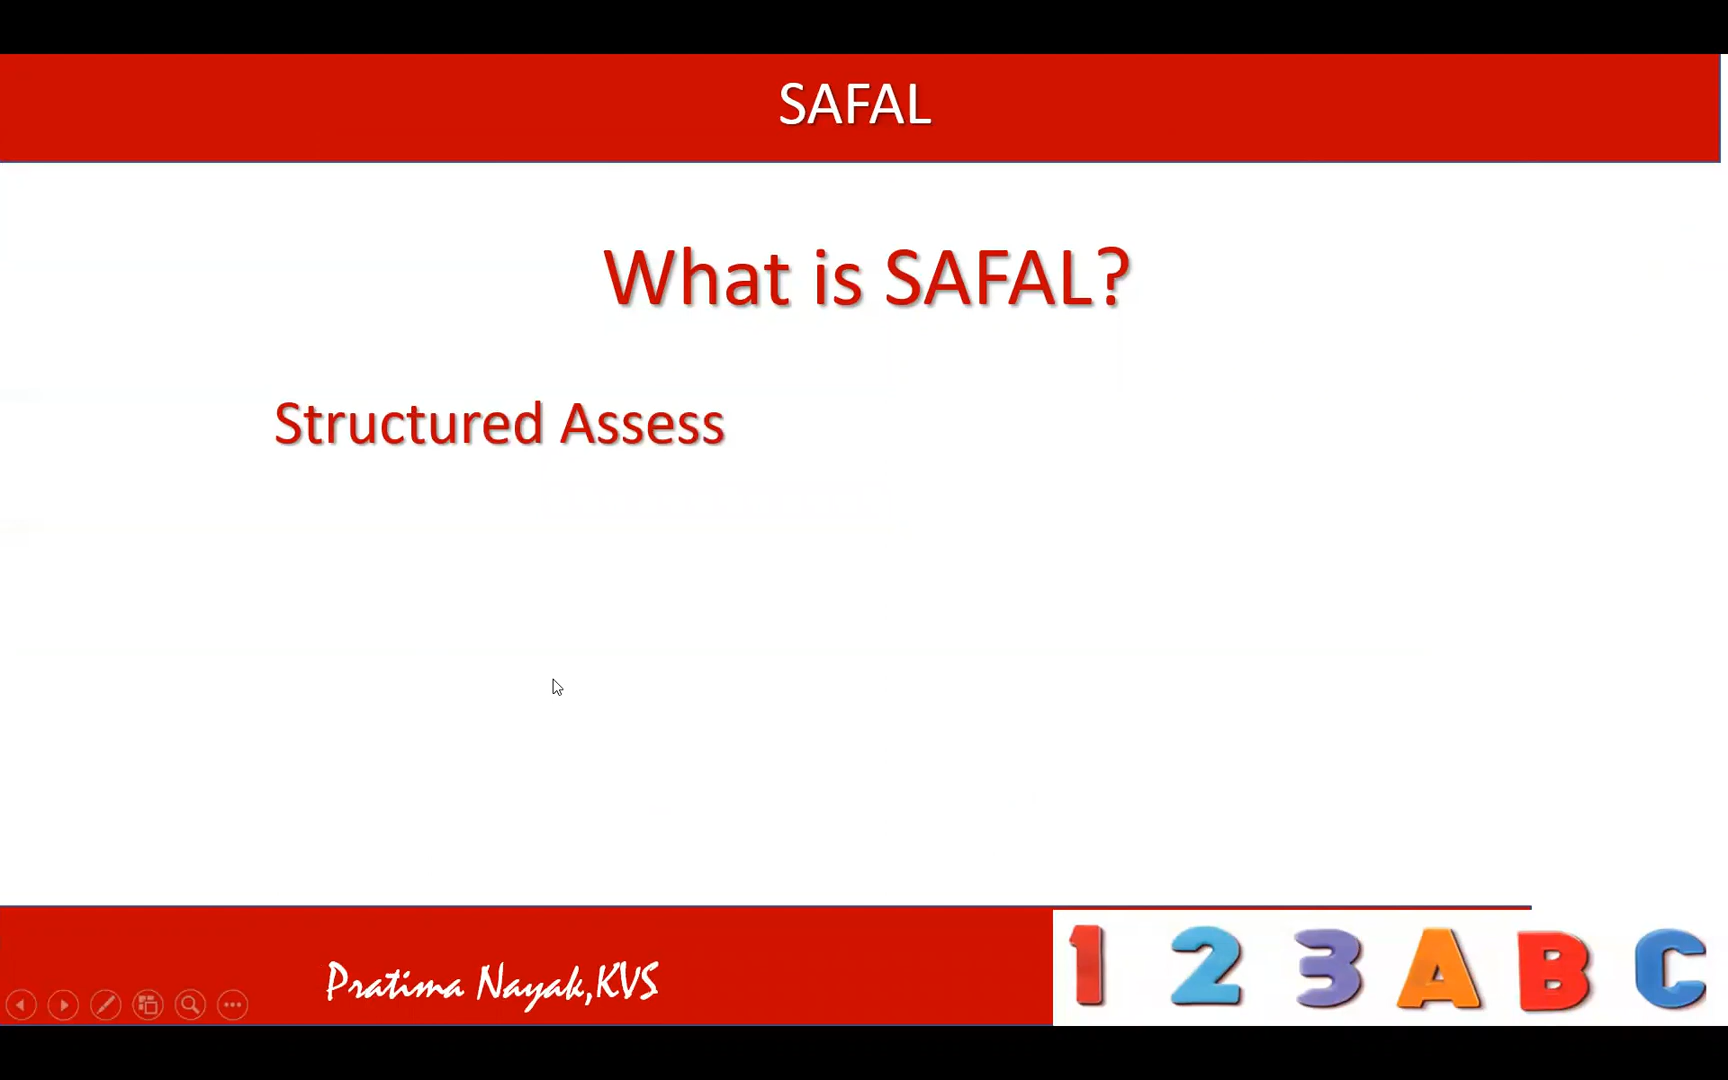 SAFAL
What is SAFAL?
Structured Assess
Pratima Nayak,KVS
1 2 3 A B C